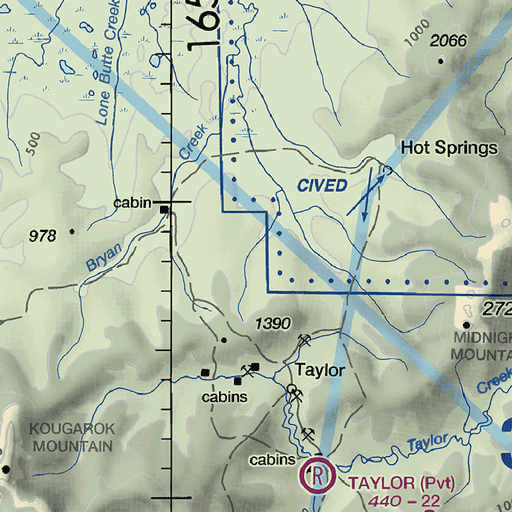 165
1000
2066
Lone Butte Creek
Creek
500
Hot Springs
CIVED
cabin
978
Bryan
1390
272
MIDNIGH
MOUNTA
Taylor
cabins
Creek
KOUGAROK
MOUNTAIN
Taylor
cabins
R
TAYLOR (Pvt)
440 – 22